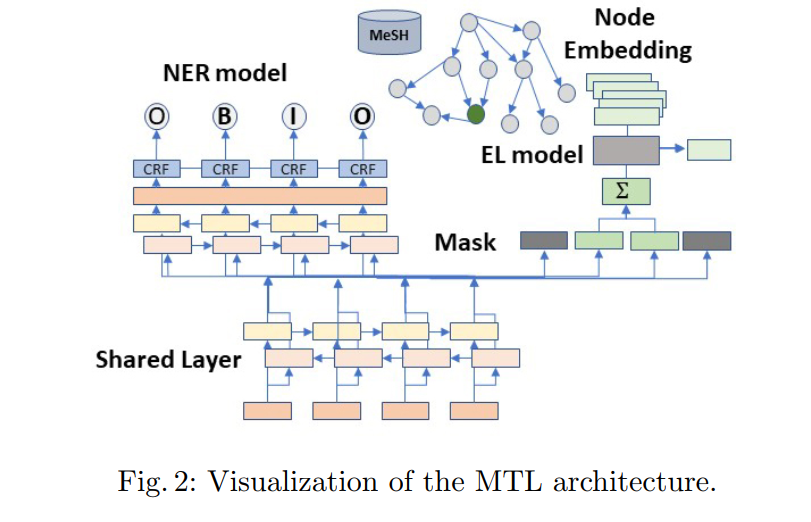 MeSH
Node
Embedding
NER model
O B I O
EL model
CRF CRF CRF CRF
Σ
Mask
Shared Layer
Fig. 2: Visualization of the MTL architecture.